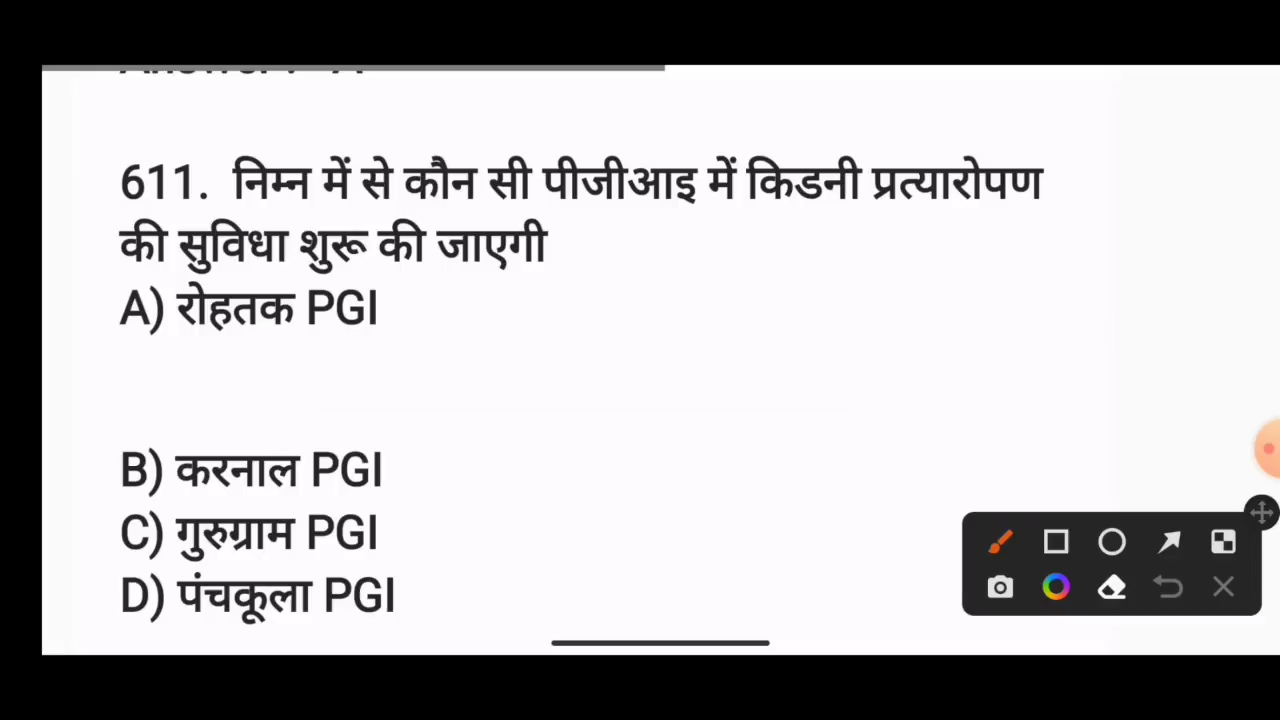 611. निम्न में से कौन सी पीजीआइ में किडनी प्रत्यारोपण
की सुविधा शुरू की जाएगी
A) रोहतक PGI
B) करनाल PGI
C) गुरुग्राम PGI
D) पंचकूला PGI